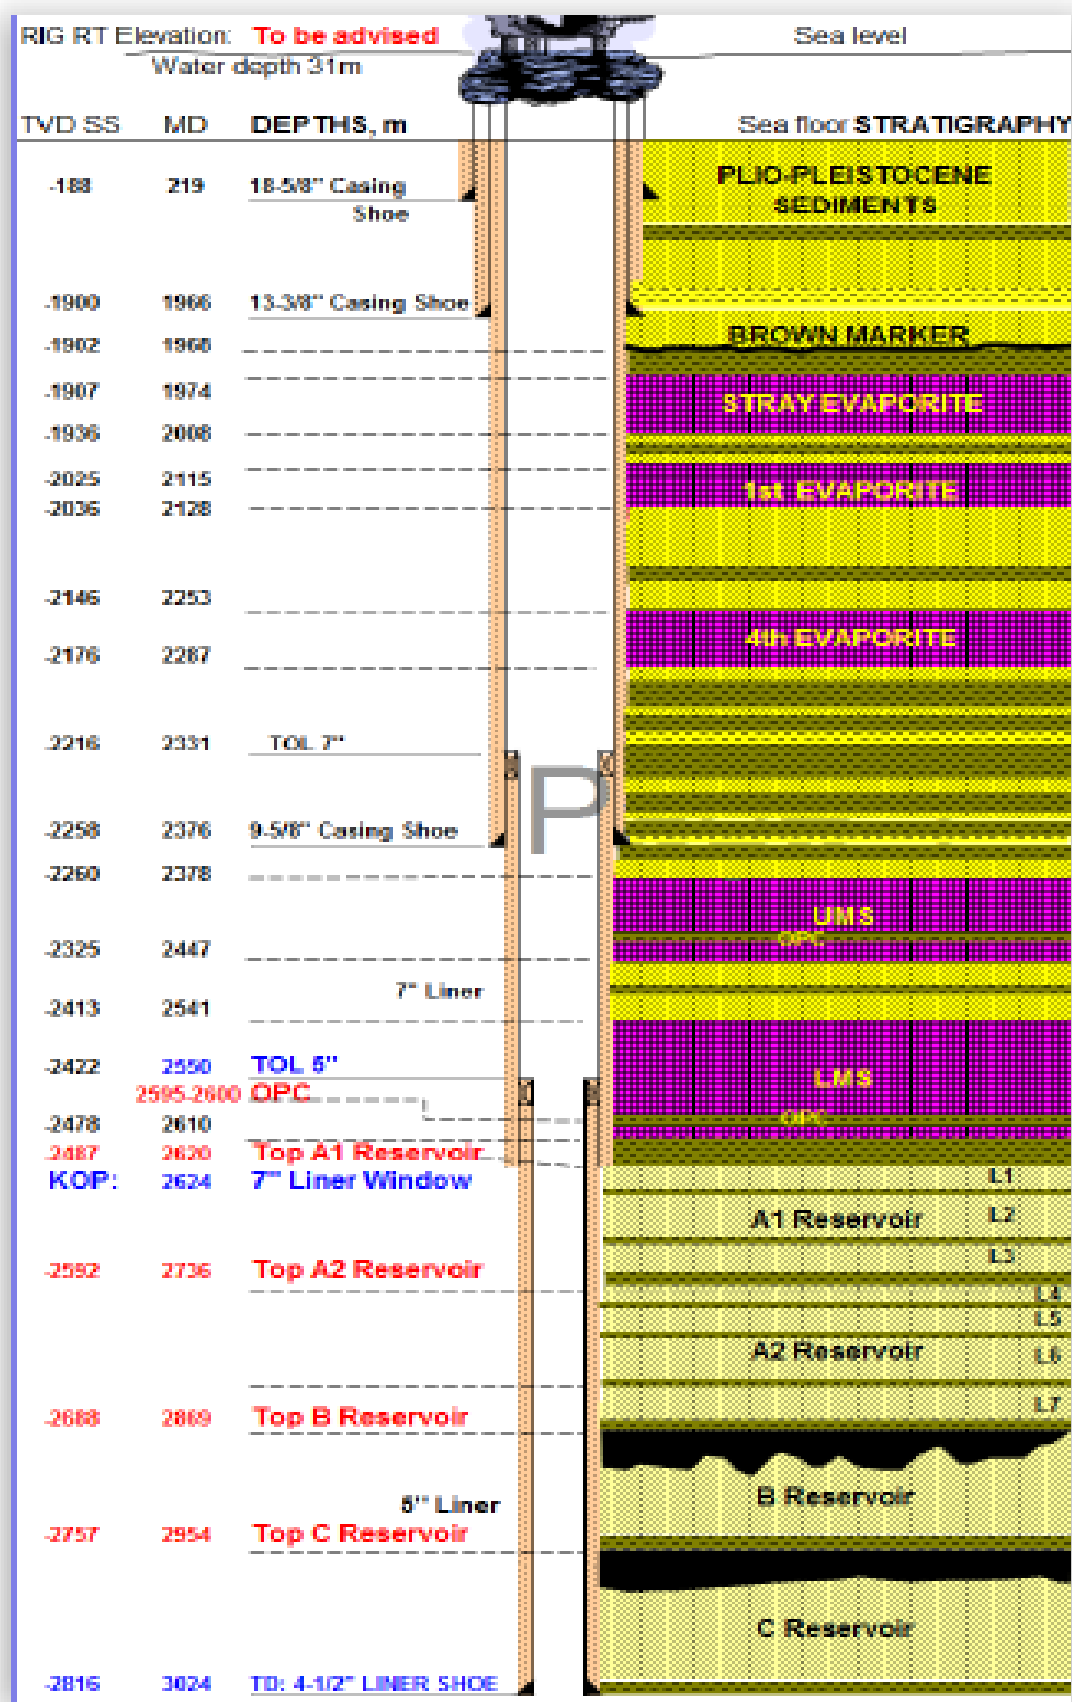 RIG RT Elevation: To be advised Sea level
Water depth 31m
TVD SS MD DEPTHS, m Sea floor STRATIGRAPHY
-188 219 18-5/8" Casing Shoe
PLIO-PLEISTOCENE
SEDIMENTS
-1900 1966 13-3/8" Casing Shoe
-1902 1968 BROWN MARKER
-1907 1974 STRAY EVAPORITE
-1936 2008
-2025 2115 1st EVAPORITE
-2036 2128
-2146 2253 4th EVAPORITE
-2176 2287
-2216 2331 TOL 7"
P
-2258 2376 9-5/8" Casing Shoe
-2260 2378
UMS
OPC
-2325 2447
7" Liner
-2413 2541
-2422 2550 TOL 5" LMS
2595-2600 OPC
OPC
-2478 2610
-2487 2620 Top A1 Reservoir
KOP: 2624 7" Liner Window L1
A1 Reservoir L2
L3
-2592 2736 Top A2 Reservoir
L4
L5
A2 Reservoir L6
L7
-2688 2869 Top B Reservoir
B Reservoir
5" Liner
-2757 2954 Top C Reservoir
C Reservoir
-2816 3024 TD: 4-1/2" LINER SHOE